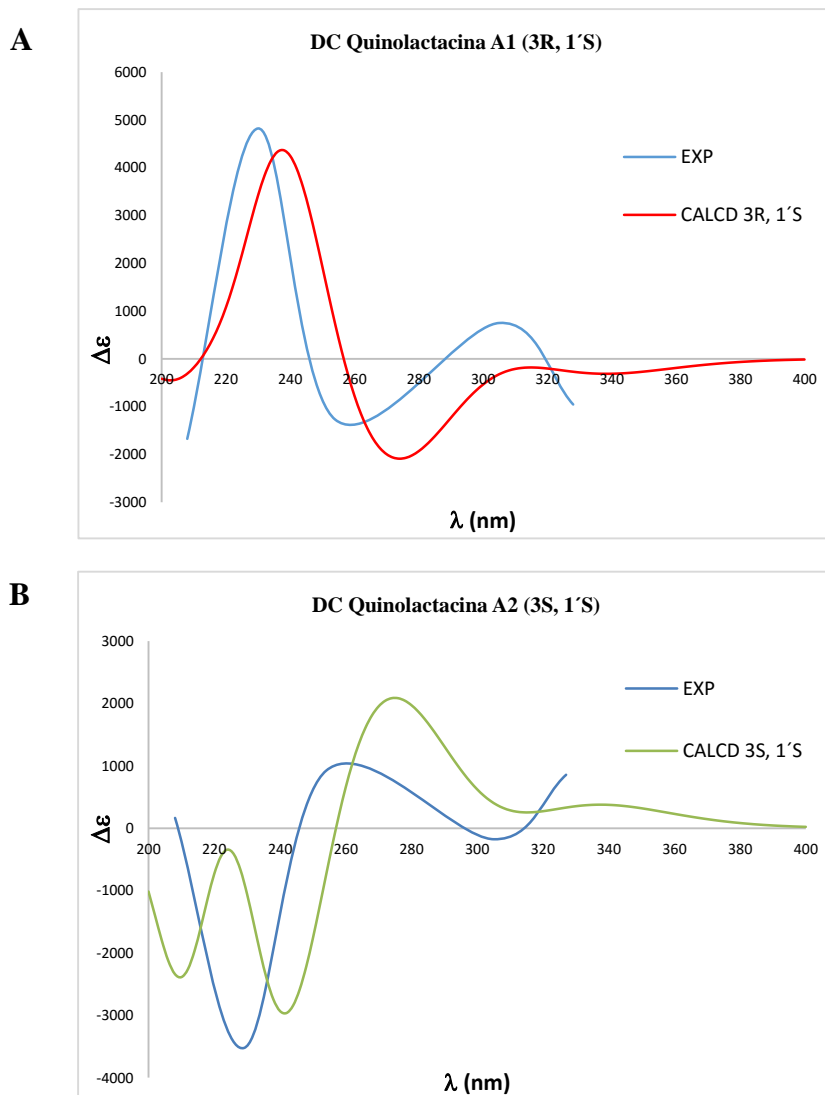 A
DC Quinolactacina A1 (3R, 1´S)
6000
5000
4000
3000
2000
1000
0
-1000
-2000
-3000
Δε
200 220 240 260 280 300 320 340 360 380 400
λ (nm)
EXP
CALCD 3R, 1´S
B
DC Quinolactacina A2 (3S, 1´S)
3000
2000
1000
0
-1000
-2000
-3000
-4000
Δε
200 220 240 260 280 300 320 340 360 380 400
λ (nm)
EXP
CALCD 3S, 1´S